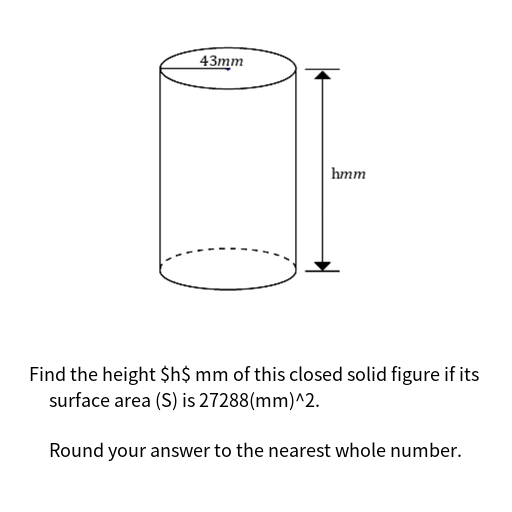 43mm
hmm
Find the height $h$ mm of this closed solid figure if its
surface area (S) is 27288(mm)^2.
Round your answer to the nearest whole number.